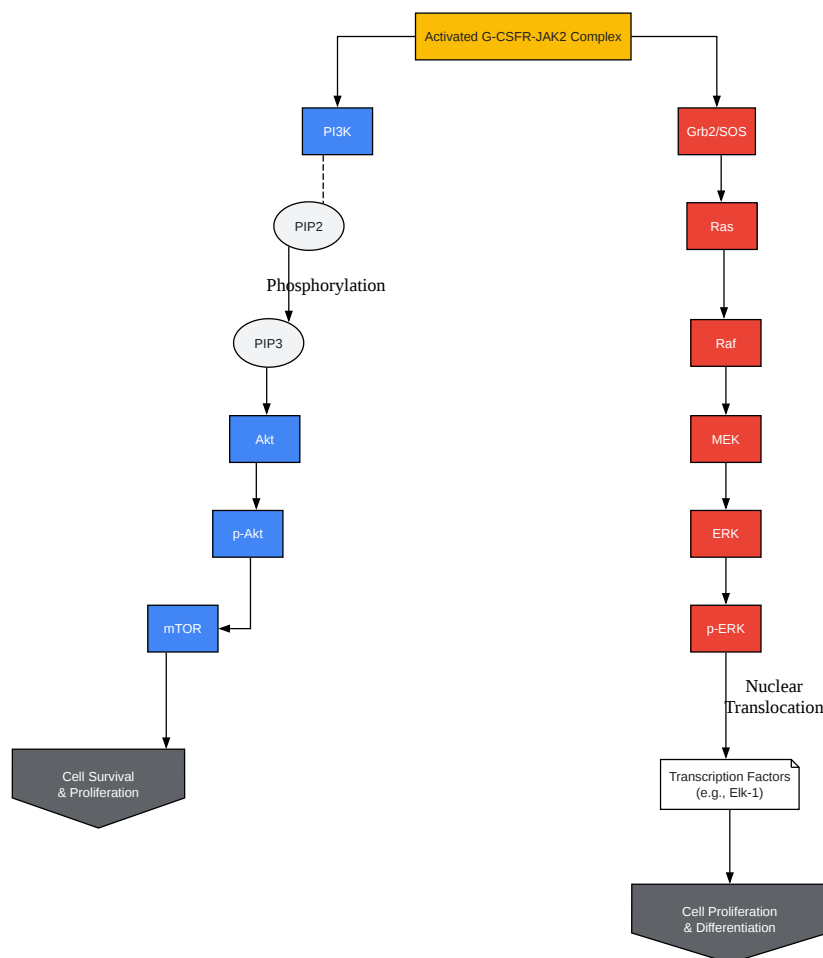 Activated G-CSFR-JAK2 Complex
PI3K
Grb2/SOS
PIP2
Ras
Phosphorylation
PIP3
Raf
Akt
MEK
p-Akt
ERK
mTOR
p-ERK
Nuclear
Translocation
Cell Survival
& Proliferation
Transcription Factors
(e.g., Elk-1)
Cell Proliferation
& Differentiation